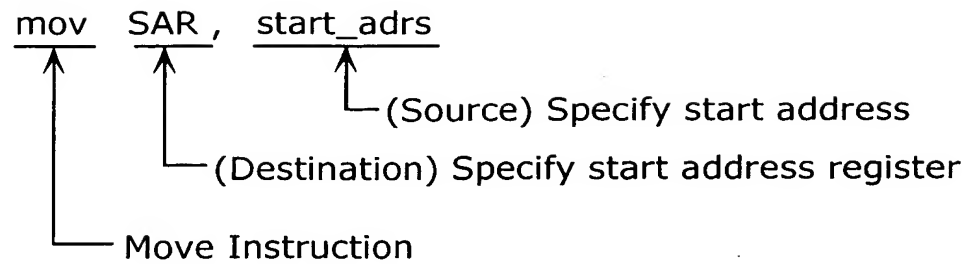 mov SAR, start_adrs
(Source) Specify start address
(Destination) Specify start address register
Move Instruction